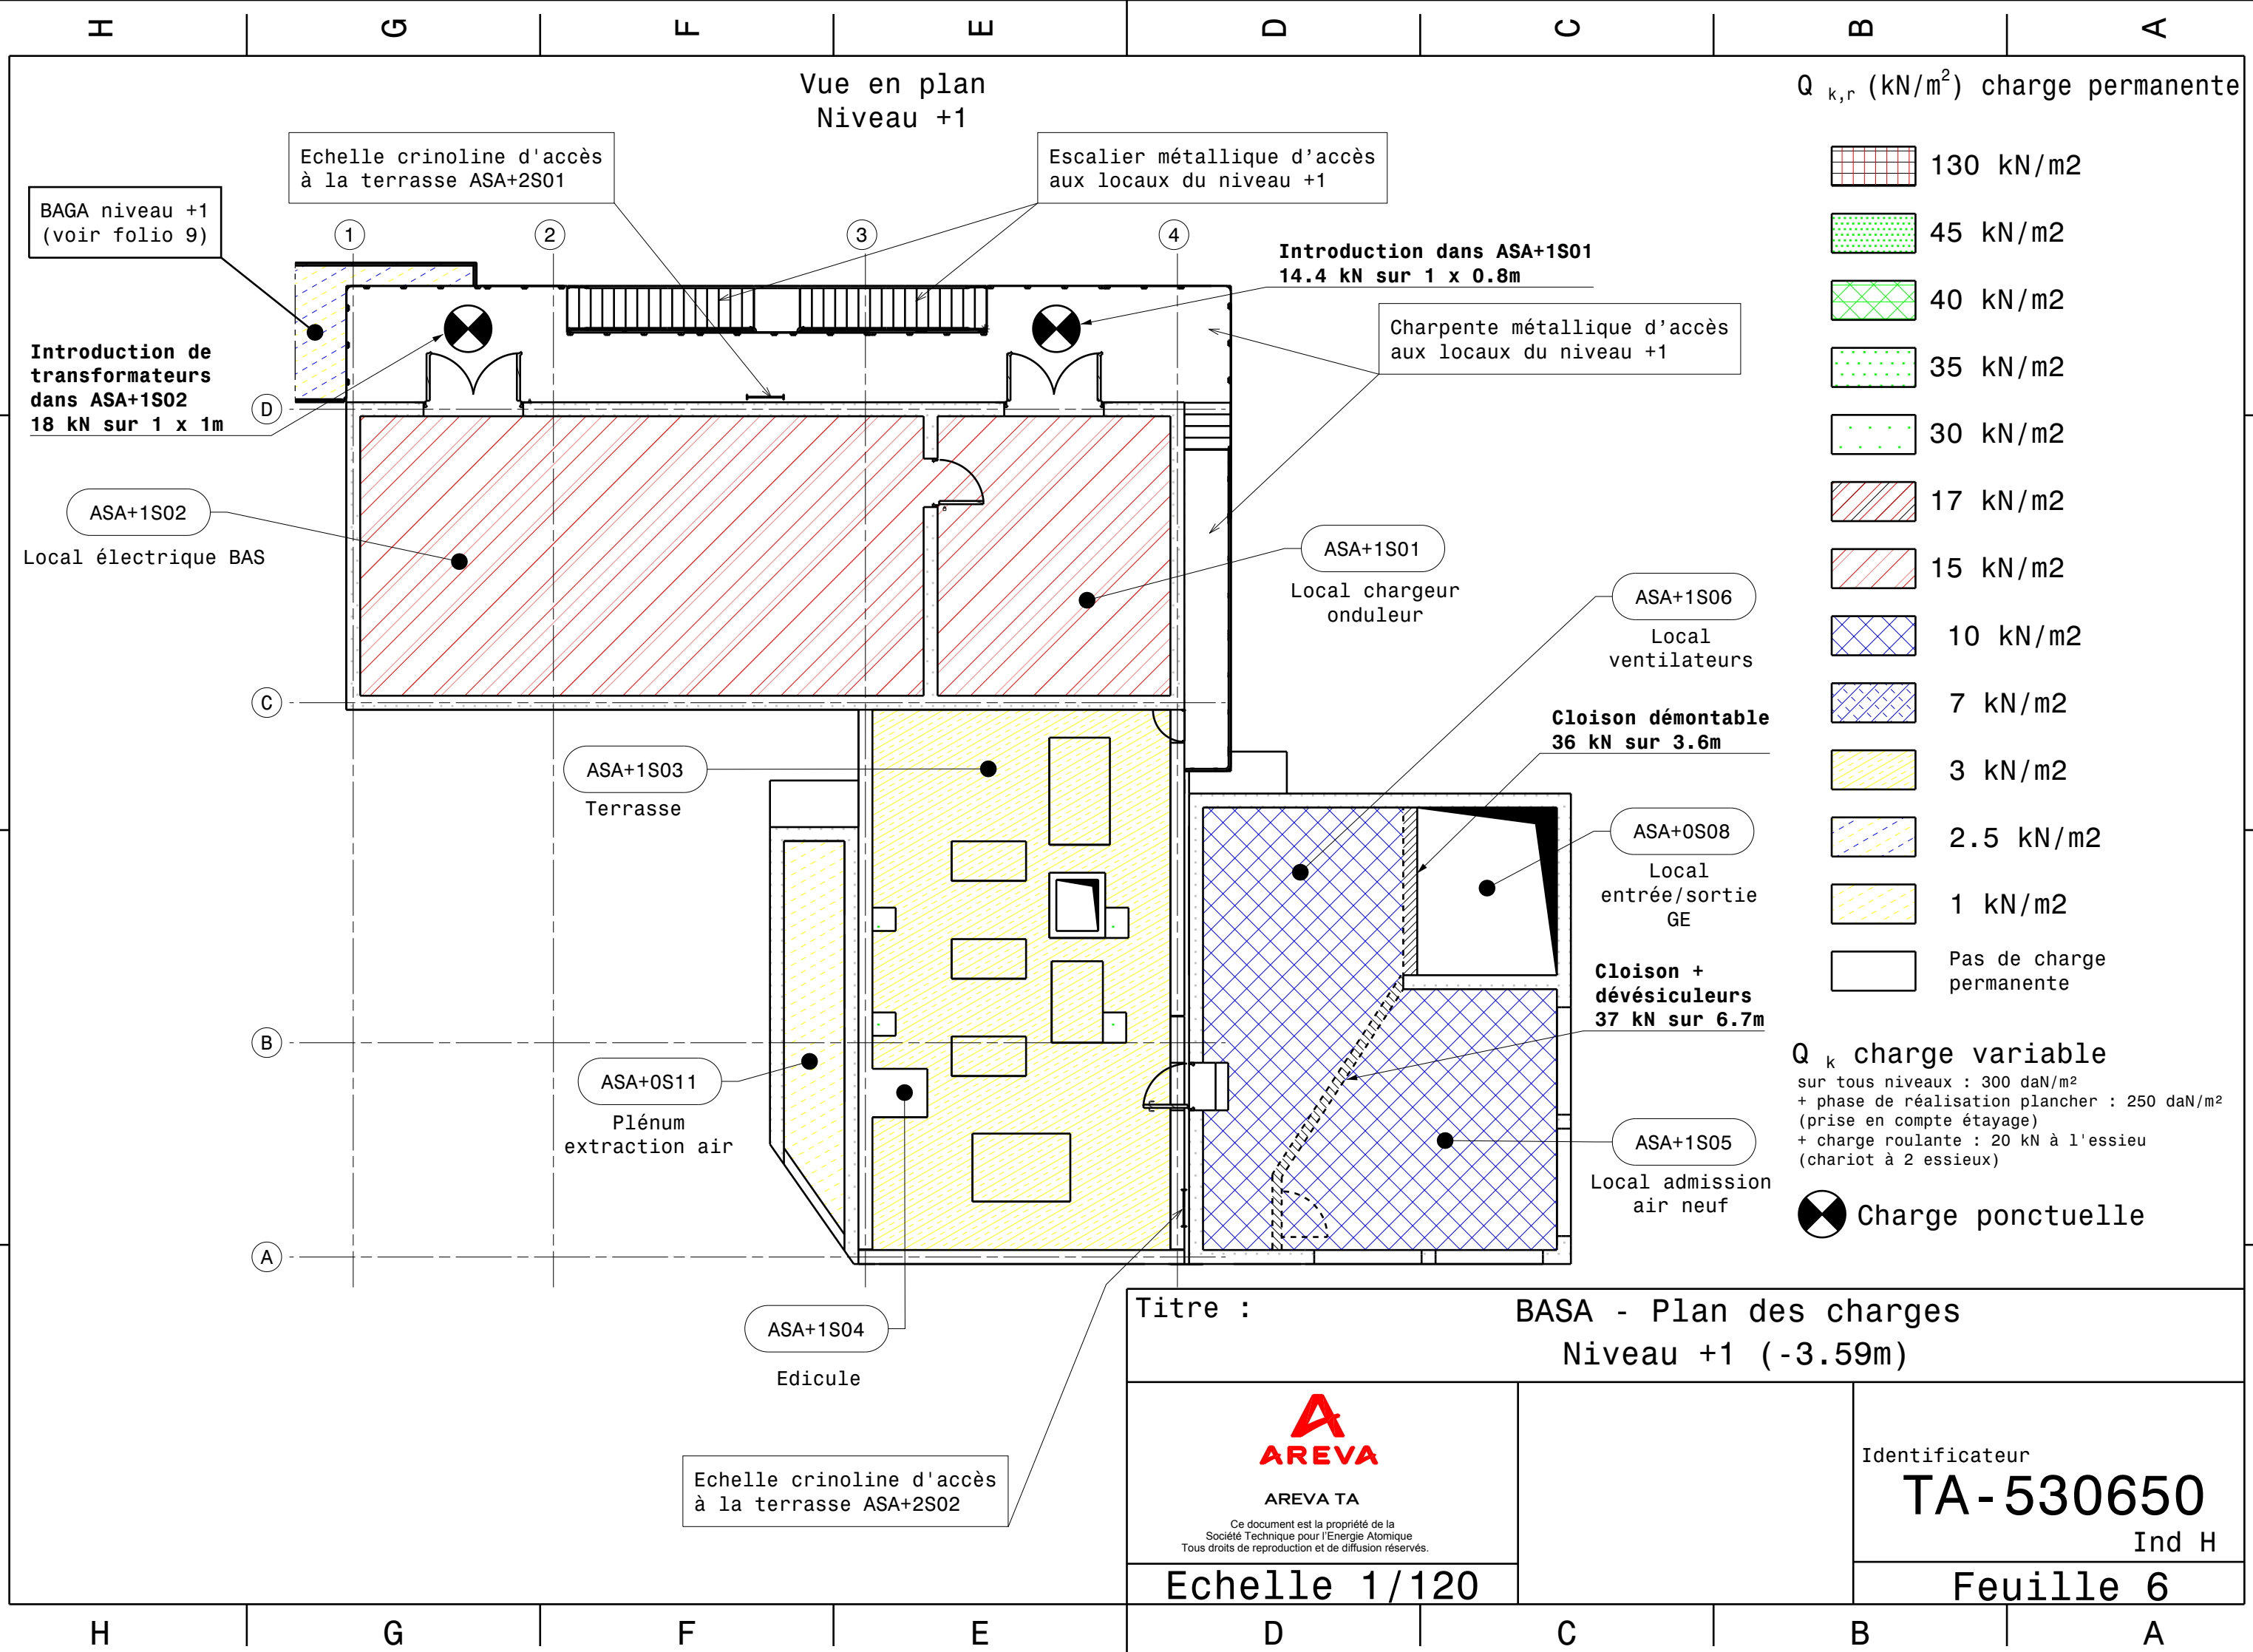 H G F E D C B A
Vue en plan
Niveau +1
Q k,r (kN/m²) charge permanente
130 kN/m2
45 kN/m2
40 kN/m2
35 kN/m2
30 kN/m2
17 kN/m2
15 kN/m2
10 kN/m2
7 kN/m2
3 kN/m2
2.5 kN/m2
1 kN/m2
Pas de charge
permanente
Q k charge variable
sur tous niveaux : 300 daN/m²
+ phase de réalisation plancher : 250 daN/m²
(prise en compte étayage)
+ charge roulante : 20 kN à l'essieu
(chariot à 2 essieux)
Charge ponctuelle
Echelle crinoline d'accès
à la terrasse ASA+2S01
Escalier métallique d'accès
aux locaux du niveau +1
BAGA niveau +1
(voir folio 9)
1
2
3
4
Introduction dans ASA+1S01
14.4 kN sur 1 x 0.8m
Charpente métallique d'accès
aux locaux du niveau +1
Introduction de
transformateurs
dans ASA+1S02
18 kN sur 1 x 1m
D
ASA+1S02
Local électrique BAS
ASA+1S01
Local chargeur
onduleur
ASA+1S06
Local
ventilateurs
C
Cloison démontable
36 kN sur 3.6m
ASA+1S03
Terrasse
ASA+0S08
Local
entrée/sortie
GE
Cloison +
dévésiculeurs
37 kN sur 6.7m
B
ASA+0S11
Plénum
extraction air
ASA+1S05
Local admission
air neuf
A
ASA+1S04
Edicule
Echelle crinoline d'accès
à la terrasse ASA+2S02
Titre :
BASA - Plan des charges
Niveau +1 (-3.59m)
AREVA
AREVA TA
Ce document est la propriété de la
Société Technique pour l'Energie Atomique
Tous droits de reproduction et de diffusion réservés.
Echelle 1/120
Identificateur
TA-530650
Ind H
Feuille 6
H G F E D C B A